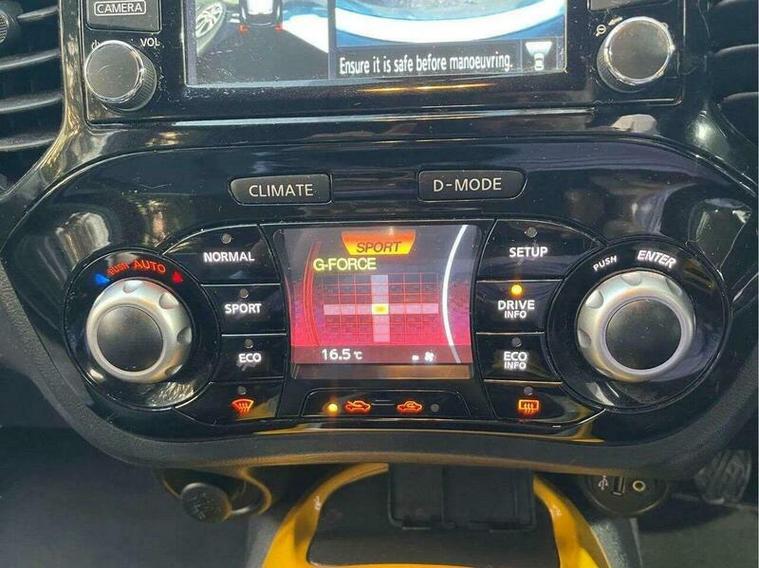 CAMERA
VOL
Ensure it is safe before manoeuvring.
CLIMATE
D-MODE
NORMAL
SPORT
SETUP
PUSH ENTER
AUTO
G-FORCE
SPORT
DRIVE
INFO
ECO
16.5°C
ECO
INFO